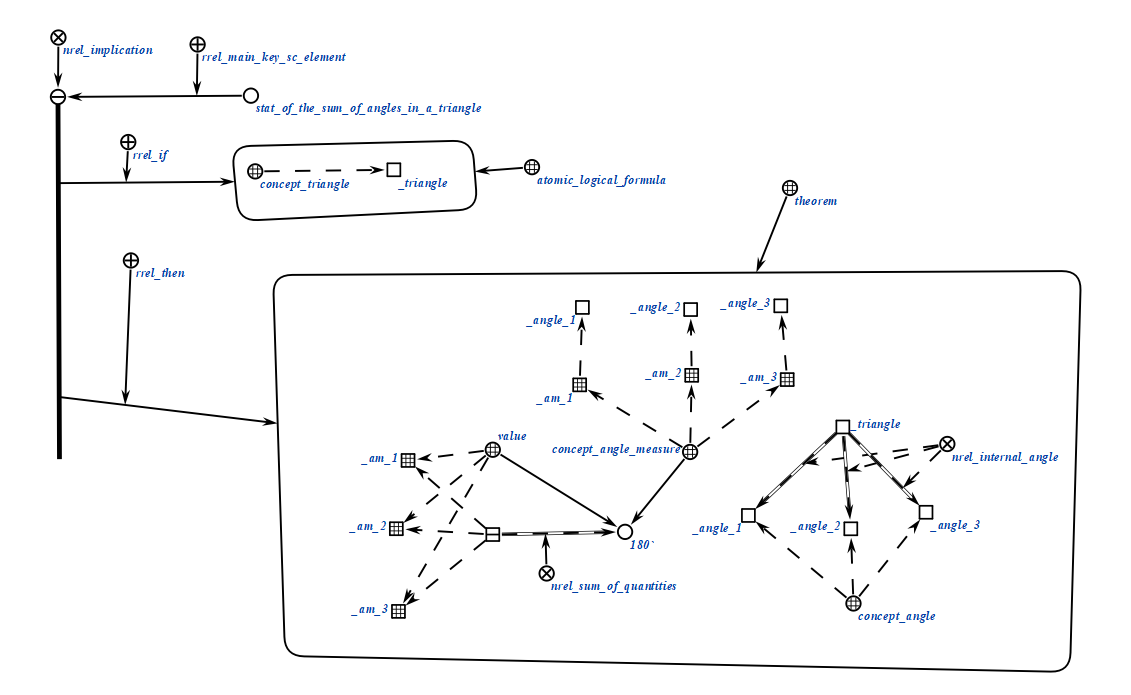 nrel_implication
rrel_main_key_sc_element
stat_of_the_sum_of_angles_in_a_triangle
rrel_if
concept_triangle
_triangle
atomic_logical_formula
theorem
rrel_then
_angle_1
_angle_2
_angle_3
_am_1
_am_2
_am_3
value
concept_angle_measure
_triangle
nrel_internal_angle
_am_1
_am_2
_am_3
180`
nrel_sum_of_quantities
_angle_1
_angle_2
_angle_3
concept_angle